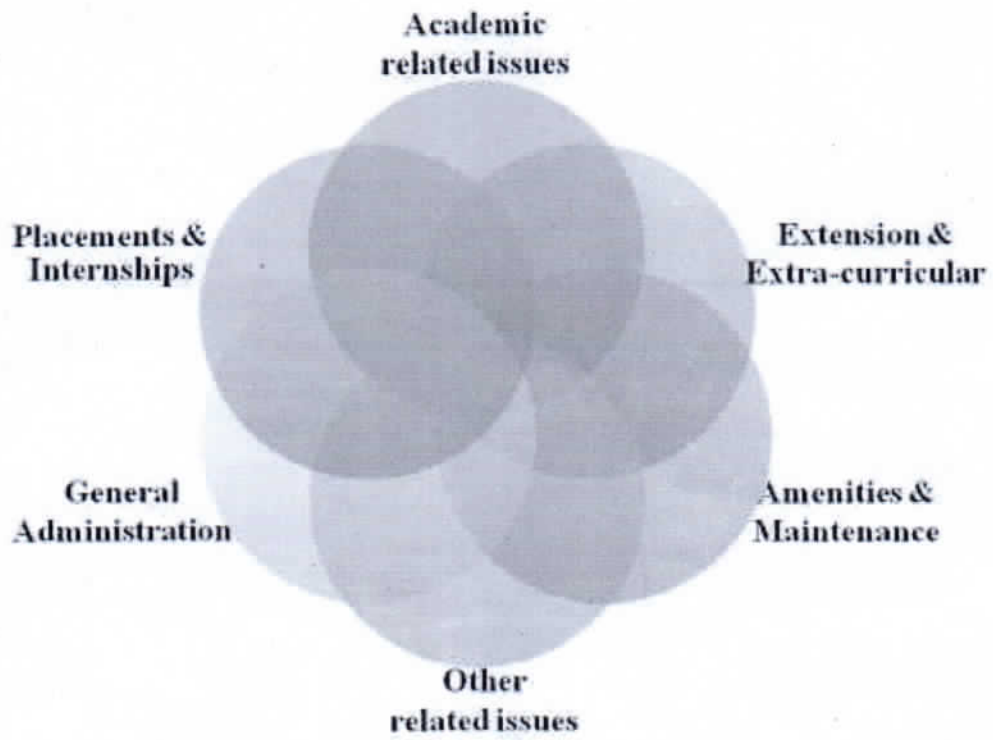 Academic
related issues
Extension &
Extra-curricular
Amenities &
Maintenance
Other
related issues
General
Administration
Placements &
Internships